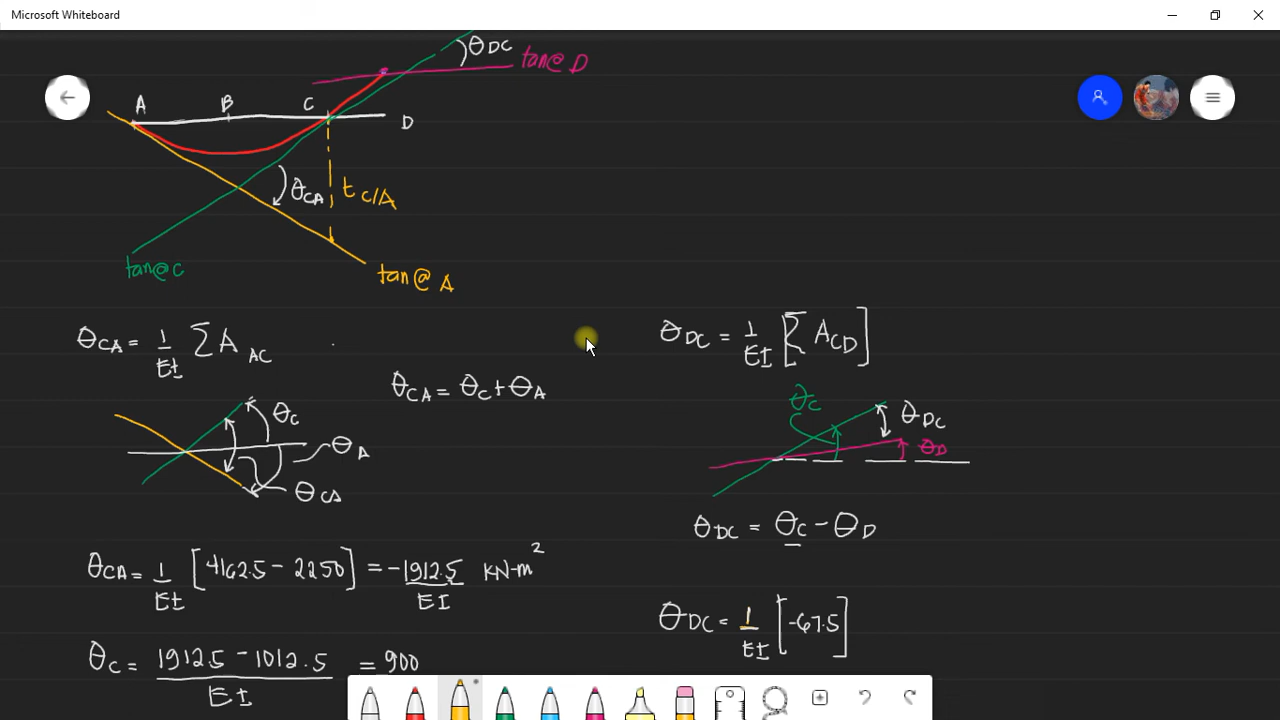 Microsoft Whiteboard
θDC
tan@ D
A B C D
θCA
tC/A
tan@C
tan@ A
θCA = 1/EI Σ A AC
θCA = θC + θA
θC
θA
θCA
θCA = 1/EI [4162.5 - 2250] = -1912.5/EI KN-m²
θC = 1912.5 - 1012.5/EI = 900
θDC = 1/EI [Σ ACD]
θC
θDC
θD
θDC = θC - θD
θDC = 1/EI [-67.5]